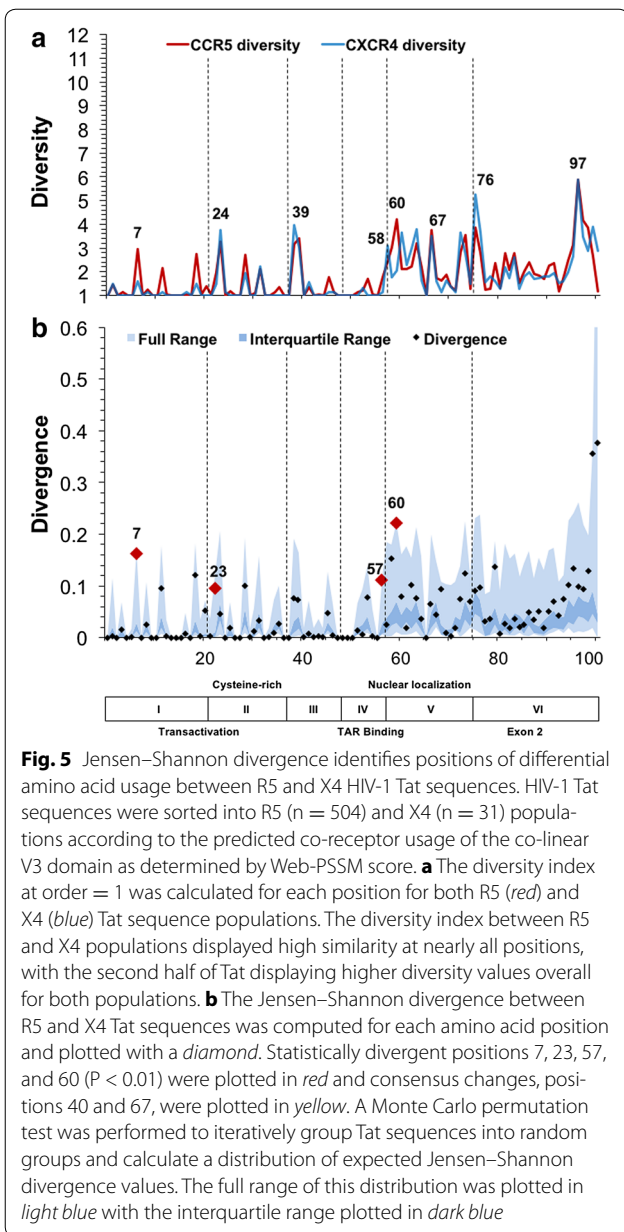 a
CCR5 diversity CXCR4 diversity
12
11
10
9
8
7
6
5
4
3
2
1
Diversity
7
24
39
58
60
67
76
97
b
Full Range Interquartile Range Divergence
0.6
0.5
0.4
0.3
0.2
0.1
0
Divergence
7
23
57
60
20 40 60 80 100
Cysteine-rich Nuclear localization
I II III IV V VI
Transactivation TAR Binding Exon 2
Fig. 5 Jensen–Shannon divergence identifies positions of differential
amino acid usage between R5 and X4 HIV-1 Tat sequences. HIV-1 Tat
sequences were sorted into R5 (n = 504) and X4 (n = 31) popula-
tions according to the predicted co-receptor usage of the co-linear
V3 domain as determined by Web-PSSM score. a The diversity index
at order = 1 was calculated for each position for both R5 (red) and
X4 (blue) Tat sequence populations. The diversity index between R5
and X4 populations displayed high similarity at nearly all positions,
with the second half of Tat displaying higher diversity values overall
for both populations. b The Jensen–Shannon divergence between
R5 and X4 Tat sequences was computed for each amino acid position
and plotted with a diamond. Statistically divergent positions 7, 23, 57,
and 60 (P < 0.01) were plotted in red and consensus changes, posi-
tions 40 and 67, were plotted in yellow. A Monte Carlo permutation
test was performed to iteratively group Tat sequences into random
groups and calculate a distribution of expected Jensen–Shannon
divergence values. The full range of this distribution was plotted in
light blue with the interquartile range plotted in dark blue